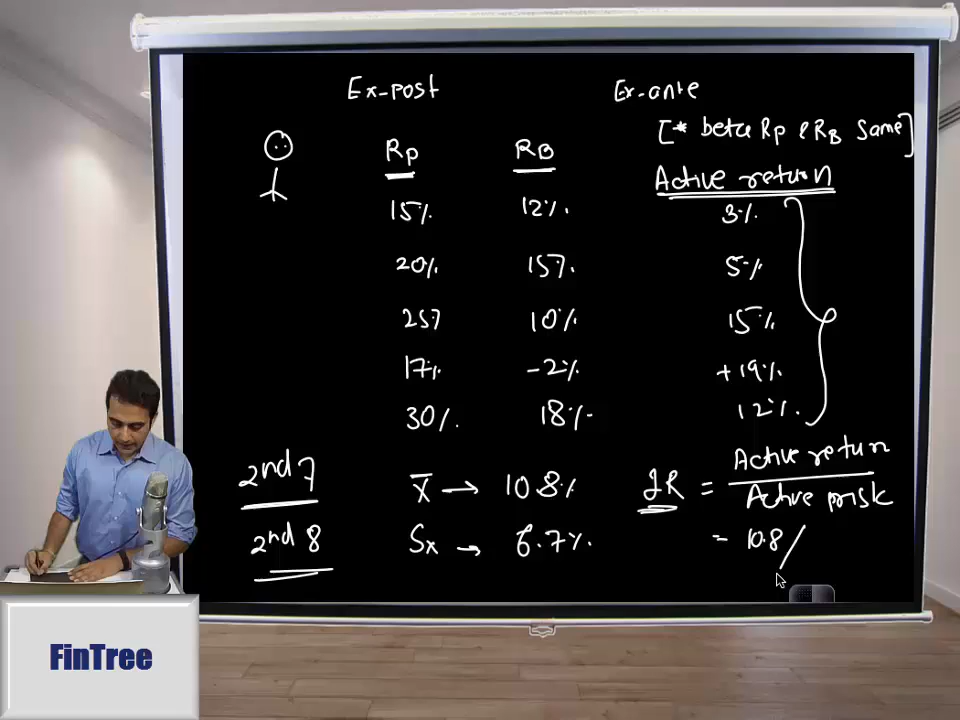 Ex-post Ex-ante
[* beta Rp & RB same]
Rp RB Active return
15% 12%. 3%
20% 15%. 5%
25% 10% 15%
17% -2% +19%
30%. 18% 12%.
2nd 7 X̄ → 10.8% IR = Active return
Active risk
2nd 8 Sx → 6.7%. = 10.8/
FinTree